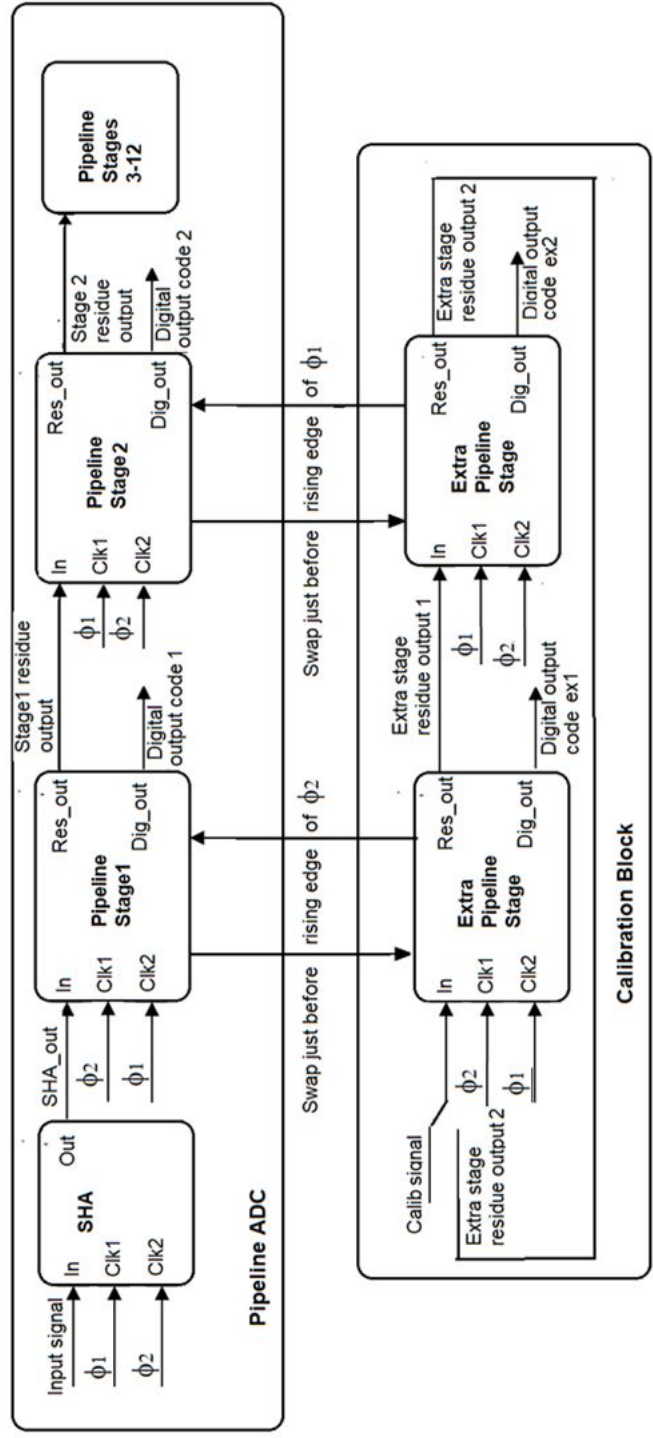 Input signal
ϕ1
ϕ2
In
Clk1
Clk2
SHA
Out
SHA_out
ϕ2
ϕ1
In
Clk1
Clk2
Pipeline
Stage1
Res_out
Dig_out
Stage1 residue
output
Digital
output code 1
ϕ1
ϕ2
In
Clk1
Clk2
Pipeline
Stage2
Res_out
Dig_out
Stage 2
residue
output
Digital
output code 2
Pipeline
Stages
3-12
Pipeline ADC
Swap just before rising edge of ϕ2
Swap just before rising edge of ϕ1
Calib signal
Extra stage
residue output 2
ϕ2
ϕ1
In
Clk1
Clk2
Extra
Pipeline
Stage
Res_out
Dig_out
Extra stage
residue output 1
Digital output
code ex1
ϕ1
ϕ2
In
Clk1
Clk2
Extra
Pipeline
Stage
Res_out
Dig_out
Extra stage
residue output 2
Digital output
code ex2
Calibration Block